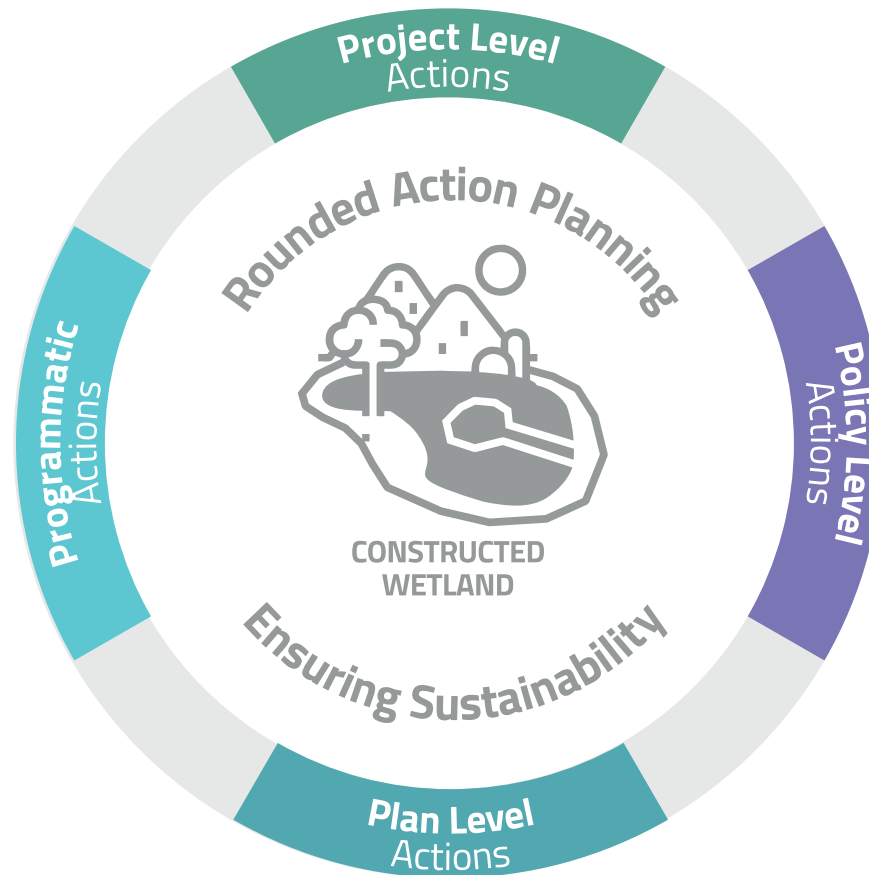 Project Level
Actions
Rounded Action Planning
Programmatic
Actions
Policy Level
Actions
CONSTRUCTED
WETLAND
Ensuring Sustainability
Plan Level
Actions